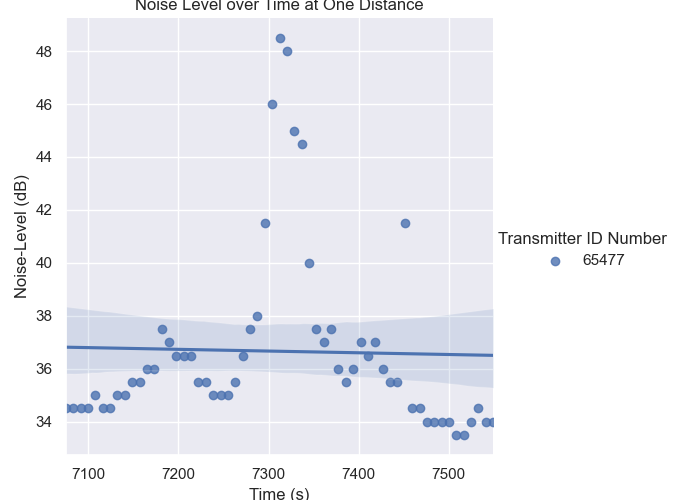 Noise Level over Time at One Distance
48
46
44
42
40
38
36
34
Noise-Level (dB)
7100 7200 7300 7400 7500
Time (s)
Transmitter ID Number
65477